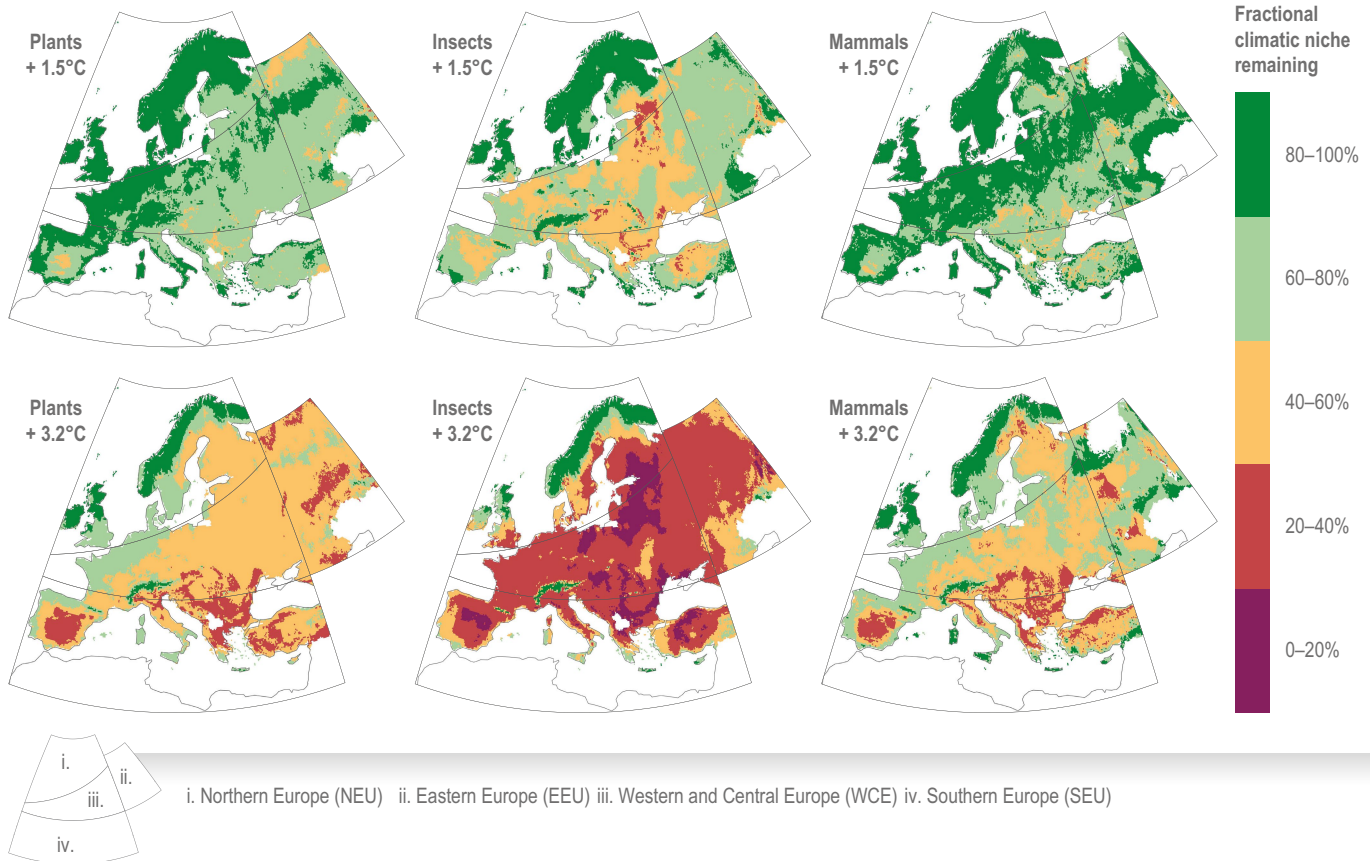 Plants
+ 1.5°C
Insects
+ 1.5°C
Mammals
+ 1.5°C
Fractional
climatic niche
remaining
80–100%
60–80%
40–60%
20–40%
0–20%
Plants
+ 3.2°C
Insects
+ 3.2°C
Mammals
+ 3.2°C
i.
ii.
iii.
iv.
i. Northern Europe (NEU) ii. Eastern Europe (EEU) iii. Western and Central Europe (WCE) iv. Southern Europe (SEU)